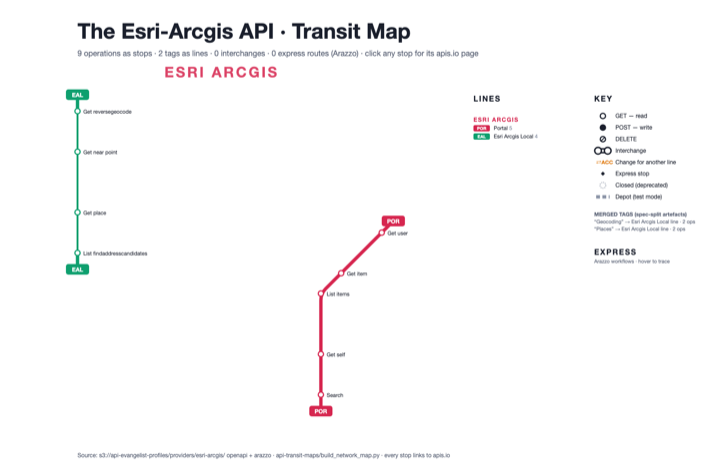 The Esri-Arcgis API · Transit Map
9 operations as stops · 2 tags as lines · 0 interchanges · 0 express routes (Arazzo) · click any stop for its apis.io page
ESRI ARCGIS
EAL
Get reversegeocode
Get near point
Get place
List findaddresscandidates
EAL
POR
Get user
Get item
List items
Get self
Search
POR
LINES
ESRI ARCGIS
POR Portal 5
EAL Esri Arcgis Local 4
KEY
GET — read
POST — write
DELETE
Interchange
Change for another line
Express stop
Closed (deprecated)
Depot (test mode)
MERGED TAGS (spec-split artefacts)
"Geocoding" → Esri Arcgis Local line · 2 ops
"Places" → Esri Arcgis Local line · 2 ops
EXPRESS
Arazzo workflows · hover to trace
Source: s3://api-evangelist-profiles/providers/esri-arcgis/ openapi + arazzo · api-transit-maps/build_network_map.py · every stop links to apis.io